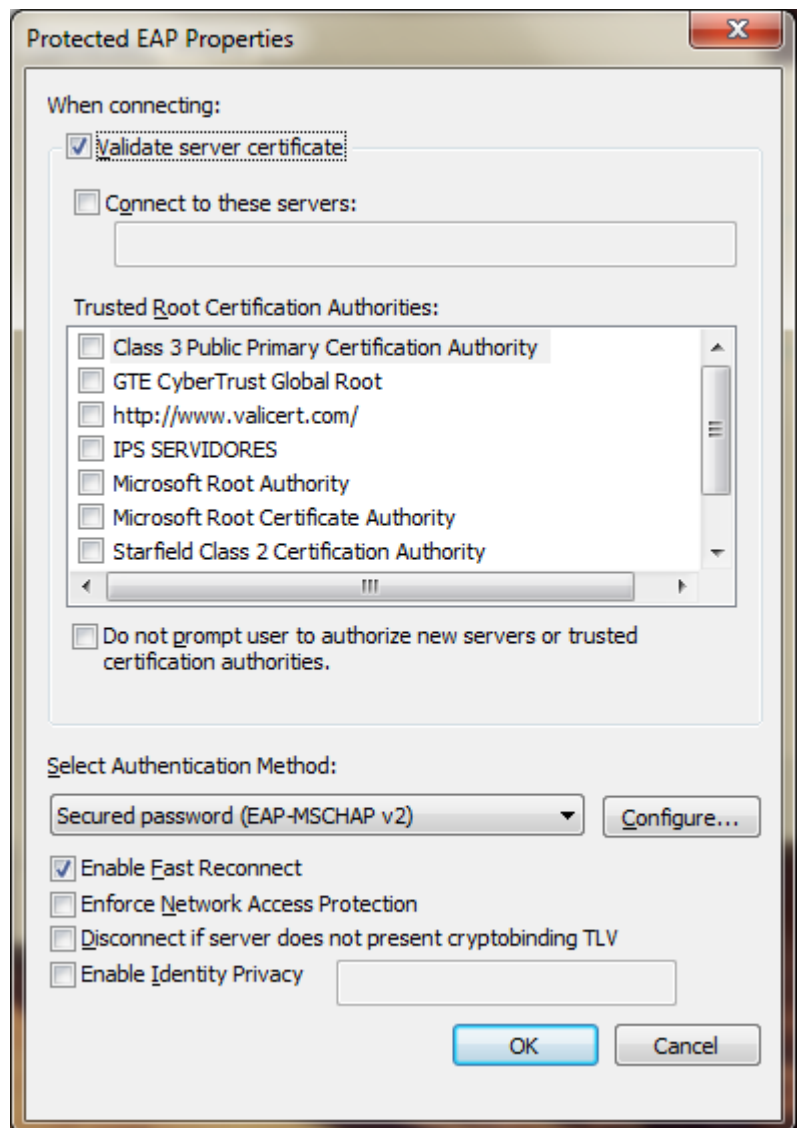 Protected EAP Properties
When connecting:
Validate server certificate
Connect to these servers:
Trusted Root Certification Authorities:
Class 3 Public Primary Certification Authority
GTE CyberTrust Global Root
http://www.valicert.com/
IPS SERVIDORES
Microsoft Root Authority
Microsoft Root Certificate Authority
Starfield Class 2 Certification Authority
Do not prompt user to authorize new servers or trusted
certification authorities.
Select Authentication Method:
Secured password (EAP-MSCHAP v2)
Configure...
Enable Fast Reconnect
Enforce Network Access Protection
Disconnect if server does not present cryptobinding TLV
Enable Identity Privacy
OK
Cancel